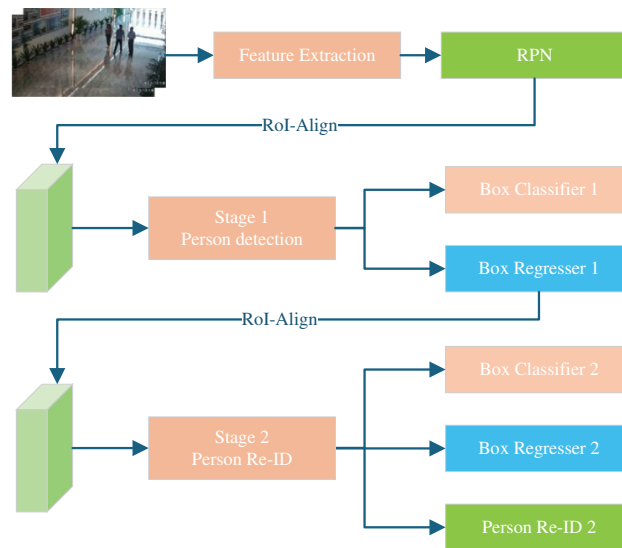 Feature Extraction
RPN
RoI-Align
Stage 1
Person detection
Box Classifier 1
Box Regresser 1
RoI-Align
Stage 2
Person Re-ID
Box Classifier 2
Box Regresser 2
Person Re-ID 2